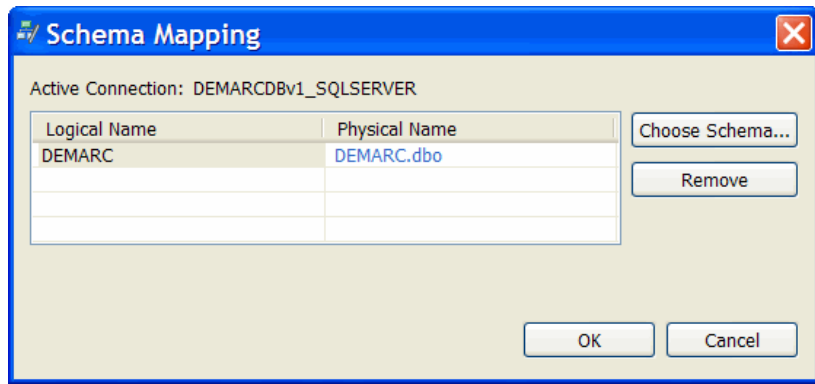 Schema Mapping
Active Connection: DEMARCDBv1_SQLSERVER
Logical Name Physical Name Choose Schema...
DEMARC DEMARC.dbo
Remove
OK Cancel